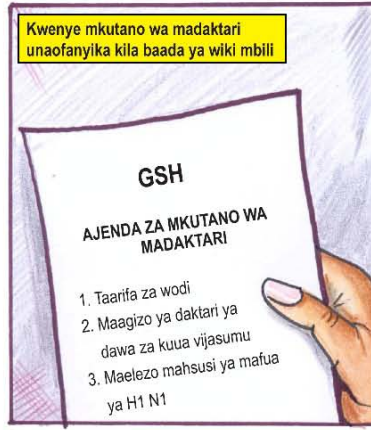 Kwenye mkutano wa madaktari
unaofanyika kila baada ya wiki mbili
GSH
AJENDA ZA MKUTANO WA
MADAKTARI
1. Taarifa za wodi
2. Maagizo ya daktari ya
dawa za kuua vijasumu
3. Maelezo mahsusi ya mafua
ya H1 N1